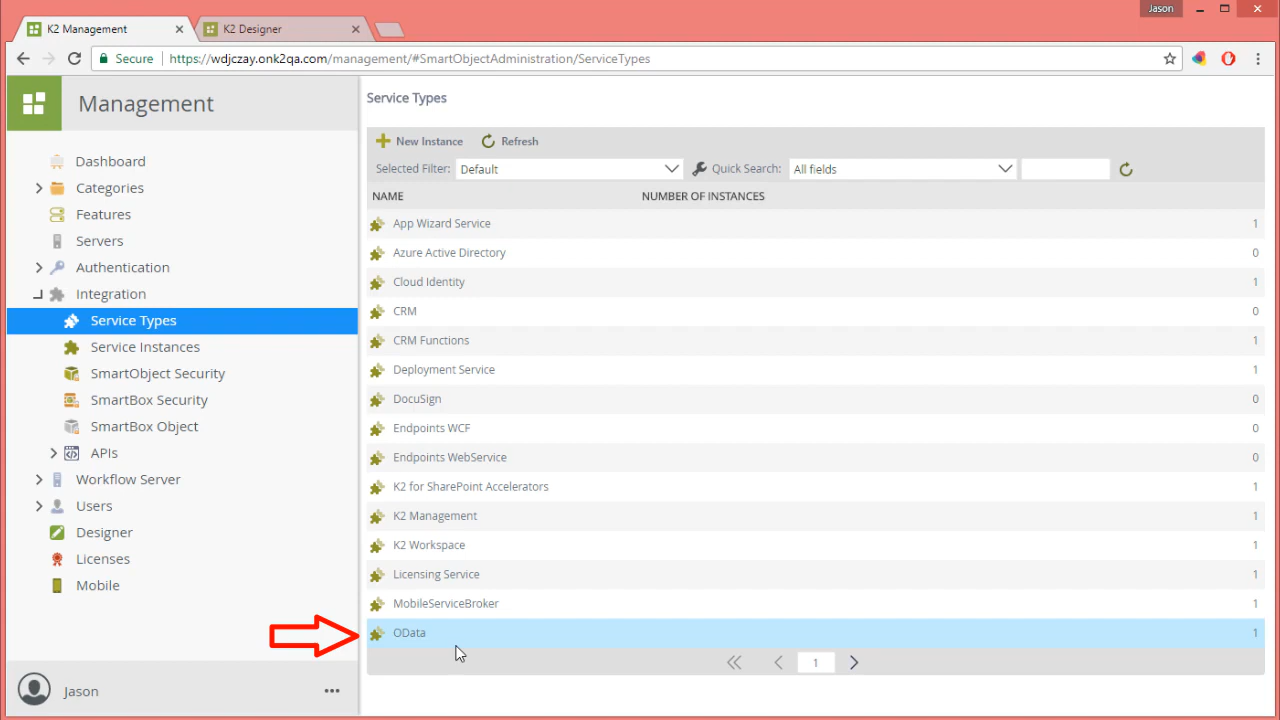 Jason
K2 Management
K2 Designer
Secure https://wdjczay.onk2qa.com/management/#SmartObjectAdministration/ServiceTypes
Management
Dashboard
Categories
Features
Servers
Authentication
Integration
Service Types
Service Instances
SmartObject Security
SmartBox Security
SmartBox Object
APIs
Workflow Server
Users
Designer
Licenses
Mobile
Jason
Service Types
New Instance Refresh
Selected Filter: Default Quick Search: All fields
NAME NUMBER OF INSTANCES
App Wizard Service 1
Azure Active Directory 0
Cloud Identity 1
CRM 0
CRM Functions 1
Deployment Service 1
DocuSign 0
Endpoints WCF 0
Endpoints WebService 0
K2 for SharePoint Accelerators 1
K2 Management 1
K2 Workspace 1
Licensing Service 1
MobileServiceBroker 1
OData 1
1